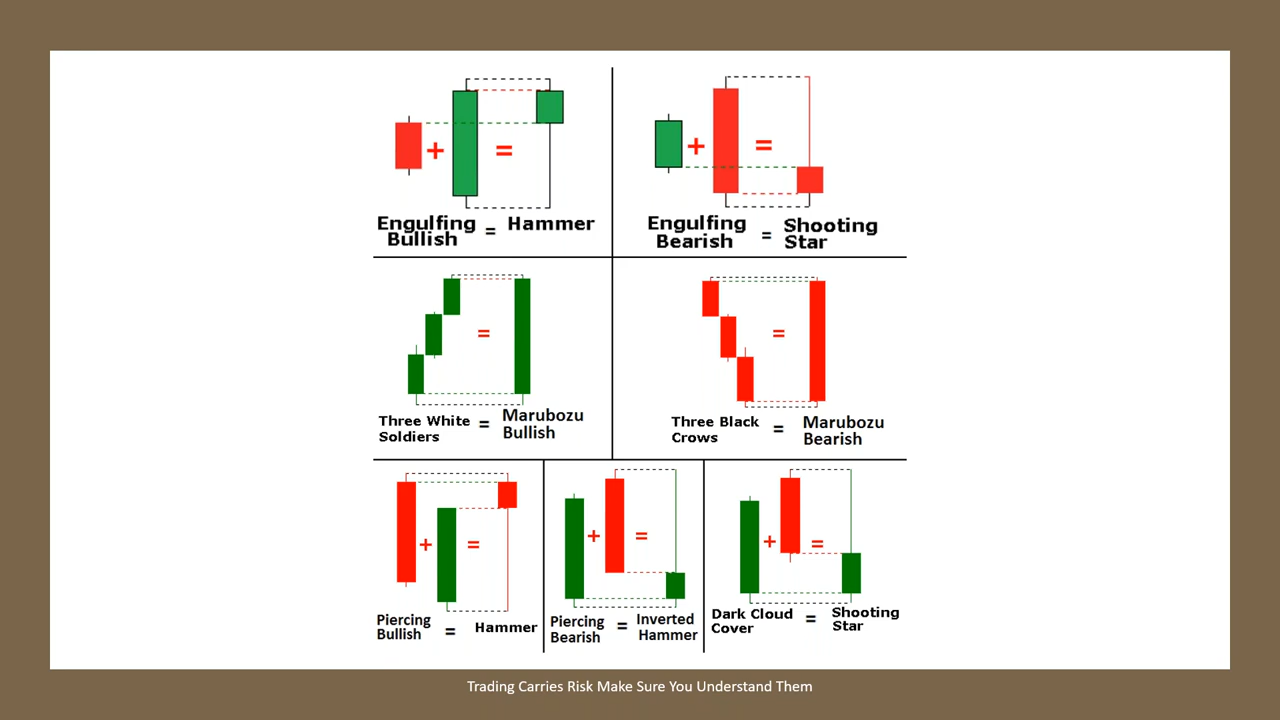 + =
Engulfing Bullish = Hammer
+ =
Engulfing Bearish = Shooting Star
=
Three White Soldiers = Marubozu Bullish
=
Three Black Crows = Marubozu Bearish
+ =
Piercing Bullish = Hammer
+ =
Piercing Bearish = Inverted Hammer
+ =
Dark Cloud Cover = Shooting Star
Trading Carries Risk Make Sure You Understand Them